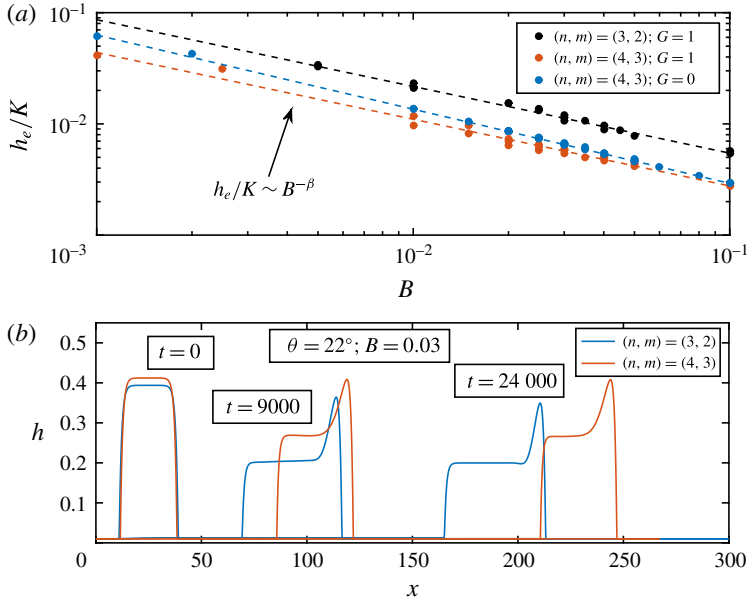 (a)
10⁻¹
10⁻²
10⁻³
hₑ/K
(n, m) = (3, 2); G = 1
(n, m) = (4, 3); G = 1
(n, m) = (4, 3); G = 0
hₑ/K ~ B^−β
10⁻² 10⁻¹
B
(b)
0.5
0.4
0.3
0.2
0.1
h
t = 0
θ = 22°; B = 0.03
(n, m) = (3, 2)
(n, m) = (4, 3)
t = 9000
t = 24 000
0 50 100 150 200 250 300
x